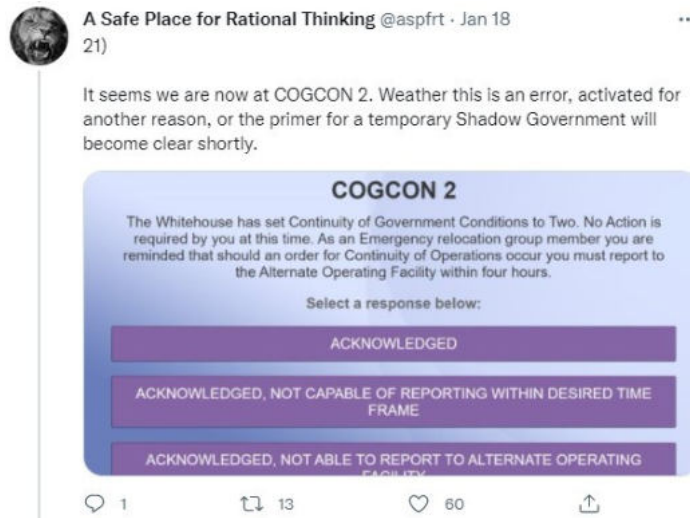 A Safe Place for Rational Thinking @aspfrt · Jan 18
21)
It seems we are now at COGCON 2. Weather this is an error, activated for
another reason, or the primer for a temporary Shadow Government will
become clear shortly.
COGCON 2
The Whitehouse has set Continuity of Government Conditions to Two. No Action is
required by you at this time. As an Emergency relocation group member you are
reminded that should an order for Continuity of Operations occur you must report to
the Alternate Operating Facility within four hours.
Select a response below:
ACKNOWLEDGED
ACKNOWLEDGED, NOT CAPABLE OF REPORTING WITHIN DESIRED TIME
FRAME
ACKNOWLEDGED, NOT ABLE TO REPORT TO ALTERNATE OPERATING
FACILITY
1 13 60